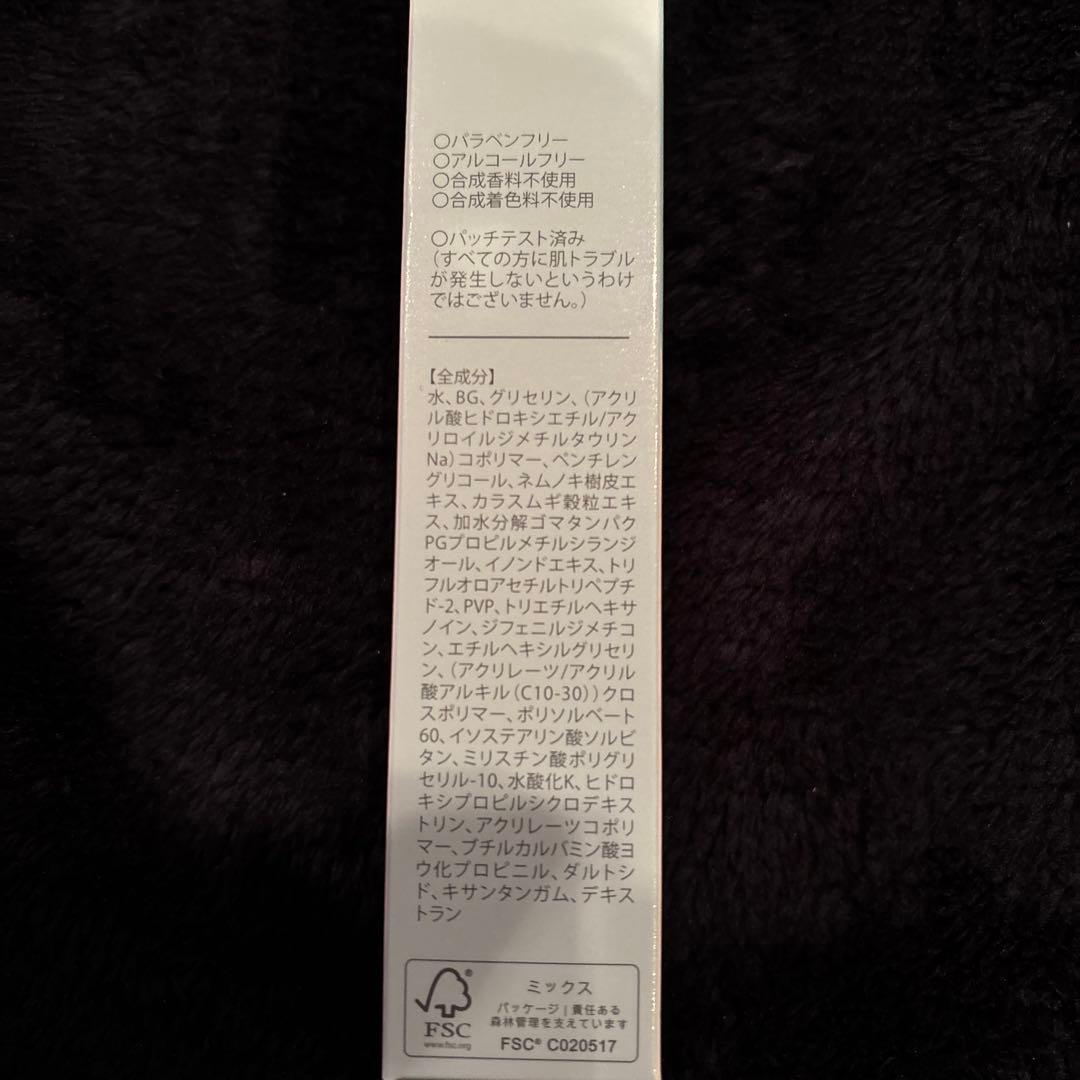 〇パラベンフリー
〇アルコールフリー
〇合成香料不使用
〇合成着色料不使用
〇パッチテスト済み
(すべての方に肌トラブル
が発生しないというわけ
ではございません。)
【全成分】
水、BG、グリセリン、(アクリ
ル酸ヒドロキシエチル/アク
リロイルジメチルタウリン
Na)コポリマー、ペンチレン
グリコール、ネムノキ樹皮エ
キス、カラスムギ穀粒エキ
ス、加水分解ゴマタンパク
PGプロピルメチルシランジ
オール、イノンドエキス、トリ
フルオロアセチルトリペプチ
ド-2、PVP、トリエチルヘキサ
ノイン、ジフェニルジメチコ
ン、エチルヘキシルグリセリ
ン、(アクリレーツ/アクリル
酸アルキル(C10-30))クロ
スポリマー、ポリソルベート
60、イソステアリン酸ソルビ
タン、ミリスチン酸ポリグリ
セリル-10、水酸化K、ヒドロ
キシプロピルシクロデキス
トリン、アクリレーツコポリ
マー、ブチルカルバミン酸ヨ
ウ化プロピニル、ダルトシ
ド、キサンタンガム、デキス
トラン
®
FSC
www.fsc.org
ミックス
パッケージ | 責任ある
森林管理を支えています
FSC® C020517